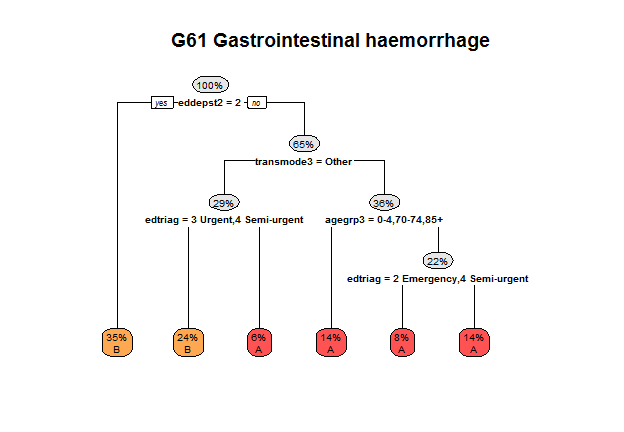 G61 Gastrointestinal haemorrhage
100%
yes eddepst2 = 2 no
65%
transmode3 = Other
29% 36%
edtriag = 3 Urgent,4 Semi-urgent agegrp3 = 0-4,70-74,85+
22%
edtriag = 2 Emergency,4 Semi-urgent
35% 24% 6% 14% 8% 14%
B B A A A A